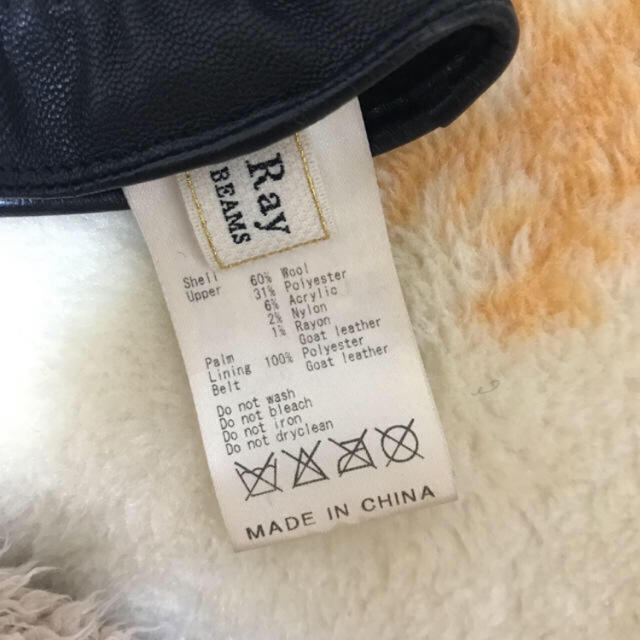 Ray
BEAMS
Shell 60% Wool
Upper 31% Polyester
6% Acrylic
2% Nylon
1% Rayon
Palm Goat leather
Lining 100% Polyester
Belt Goat leather
Do not wash
Do not bleach
Do not iron
Do not dryclean
MADE IN CHINA